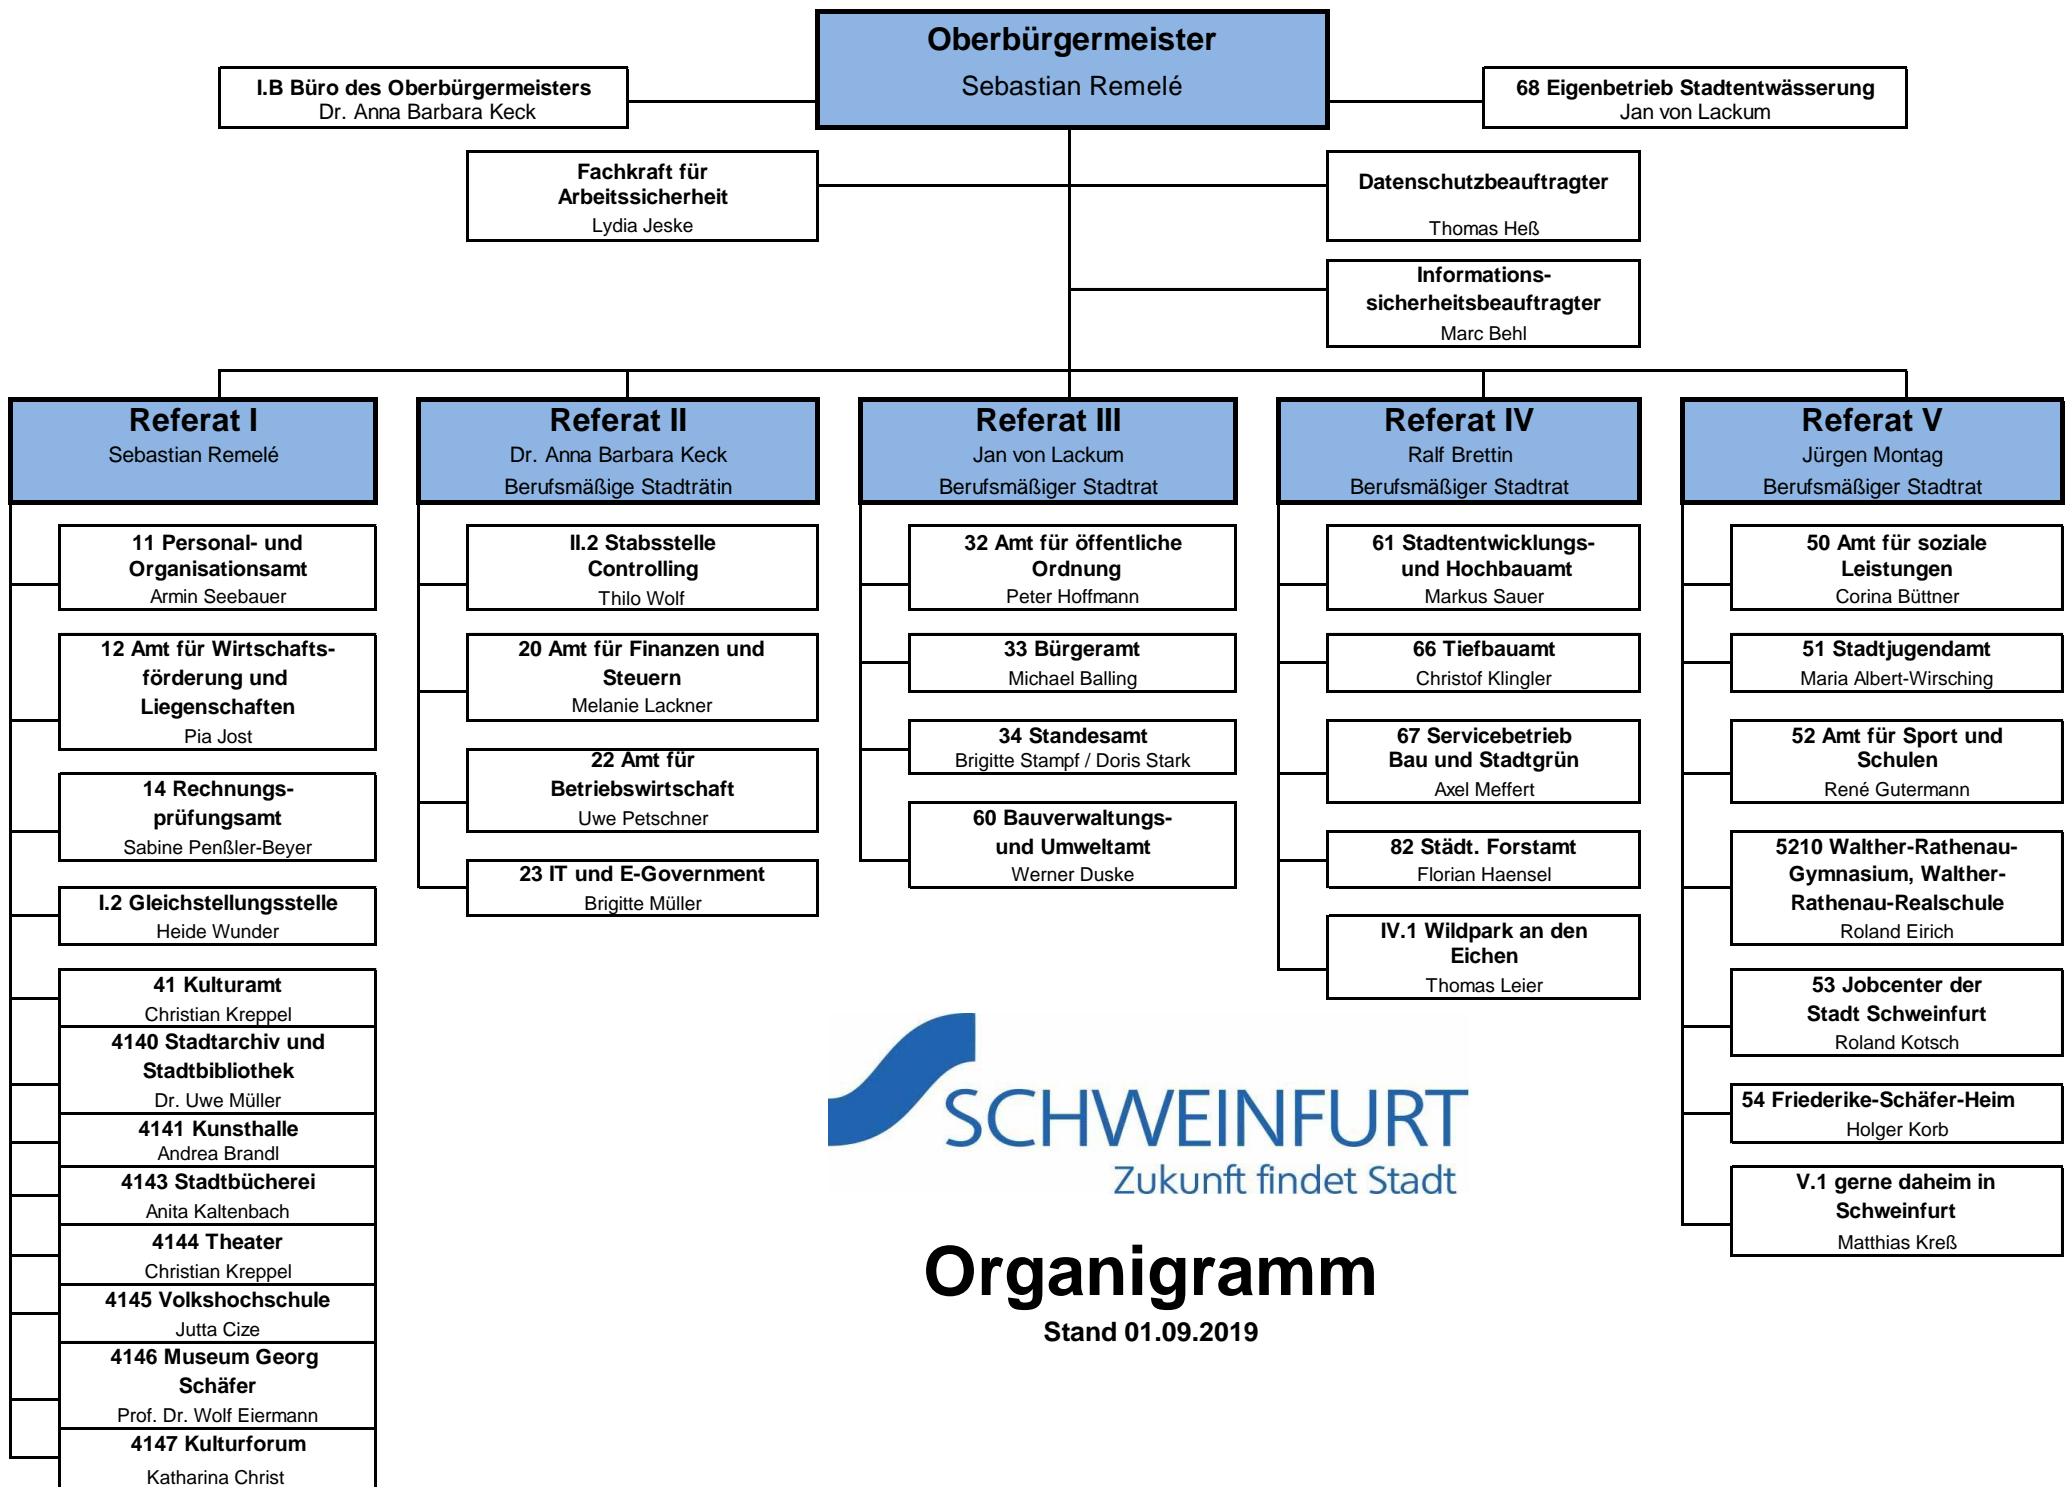 Oberbürgermeister
Sebastian Remelé
I.B Büro des Oberbürgermeisters
Dr. Anna Barbara Keck
68 Eigenbetrieb Stadtentwässerung
Jan von Lackum
Fachkraft für
Arbeitssicherheit
Lydia Jeske
Datenschutzbeauftragter
Thomas Heß
Informations-
sicherheitsbeauftragter
Marc Behl
Referat I
Sebastian Remelé
11 Personal- und
Organisationsamt
Armin Seebauer
12 Amt für Wirtschafts-
förderung und
Liegenschaften
Pia Jost
14 Rechnungs-
prüfungsamt
Sabine Penßler-Beyer
I.2 Gleichstellungsstelle
Heide Wunder
41 Kulturamt
Christian Kreppel
4140 Stadtarchiv und
Stadtbibliothek
Dr. Uwe Müller
4141 Kunsthalle
Andrea Brandl
4143 Stadtbücherei
Anita Kaltenbach
4144 Theater
Christian Kreppel
4145 Volkshochschule
Jutta Cize
4146 Museum Georg
Schäfer
Prof. Dr. Wolf Eiermann
4147 Kulturforum
Katharina Christ
Referat II
Dr. Anna Barbara Keck
Berufsmäßige Stadträtin
II.2 Stabsstelle
Controlling
Thilo Wolf
20 Amt für Finanzen und
Steuern
Melanie Lackner
22 Amt für
Betriebswirtschaft
Uwe Petschner
23 IT und E-Government
Brigitte Müller
Referat III
Jan von Lackum
Berufsmäßiger Stadtrat
32 Amt für öffentliche
Ordnung
Peter Hoffmann
33 Bürgeramt
Michael Balling
34 Standesamt
Brigitte Stampf / Doris Stark
60 Bauverwaltungs-
und Umweltamt
Werner Duske
Referat IV
Ralf Brettin
Berufsmäßiger Stadtrat
61 Stadtentwicklungs-
und Hochbauamt
Markus Sauer
66 Tiefbauamt
Christof Klingler
67 Servicebetrieb
Bau und Stadtgrün
Axel Meffert
82 Städt. Forstamt
Florian Haensel
IV.1 Wildpark an den
Eichen
Thomas Leier
Referat V
Jürgen Montag
Berufsmäßiger Stadtrat
50 Amt für soziale
Leistungen
Corina Büttner
51 Stadtjugendamt
Maria Albert-Wirsching
52 Amt für Sport und
Schulen
René Gutermann
5210 Walther-Rathenau-
Gymnasium, Walther-
Rathenau-Realschule
Roland Eirich
53 Jobcenter der
Stadt Schweinfurt
Roland Kotsch
54 Friederike-Schäfer-Heim
Holger Korb
V.1 gerne daheim in
Schweinfurt
Matthias Kreß
SCHWEINFURT
Zukunft findet Stadt
Organigramm
Stand 01.09.2019